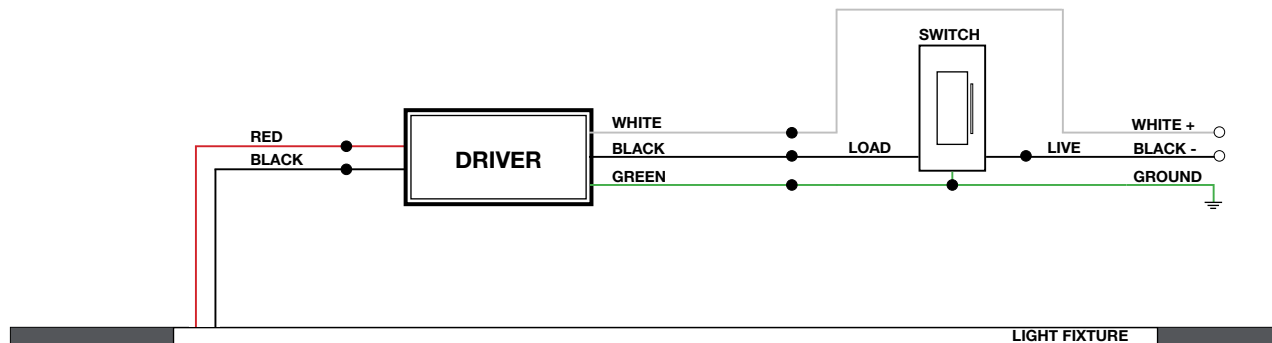 SWITCH
WHITE
WHITE +
RED
BLACK
LOAD
LIVE
BLACK -
BLACK
DRIVER
GREEN
GROUND
LIGHT FIXTURE